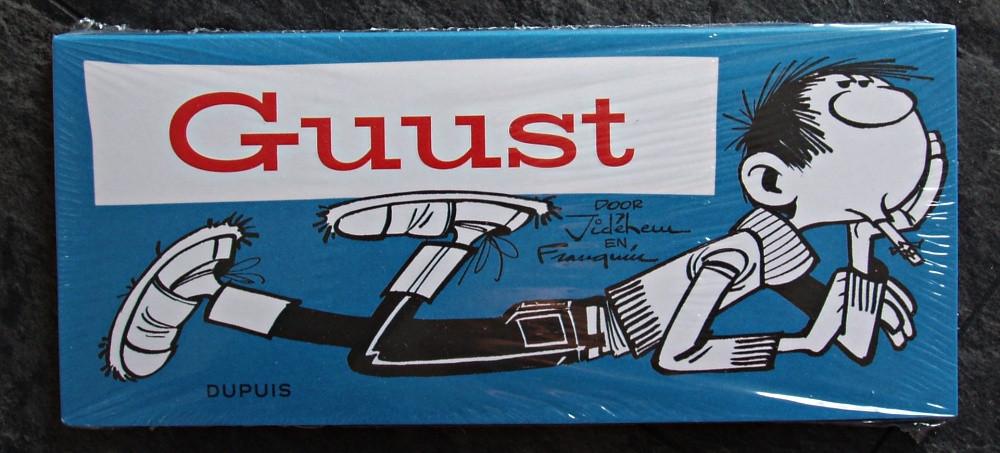 Guust
DOOR
Jidéhem
EN
Franquin
DUPUIS